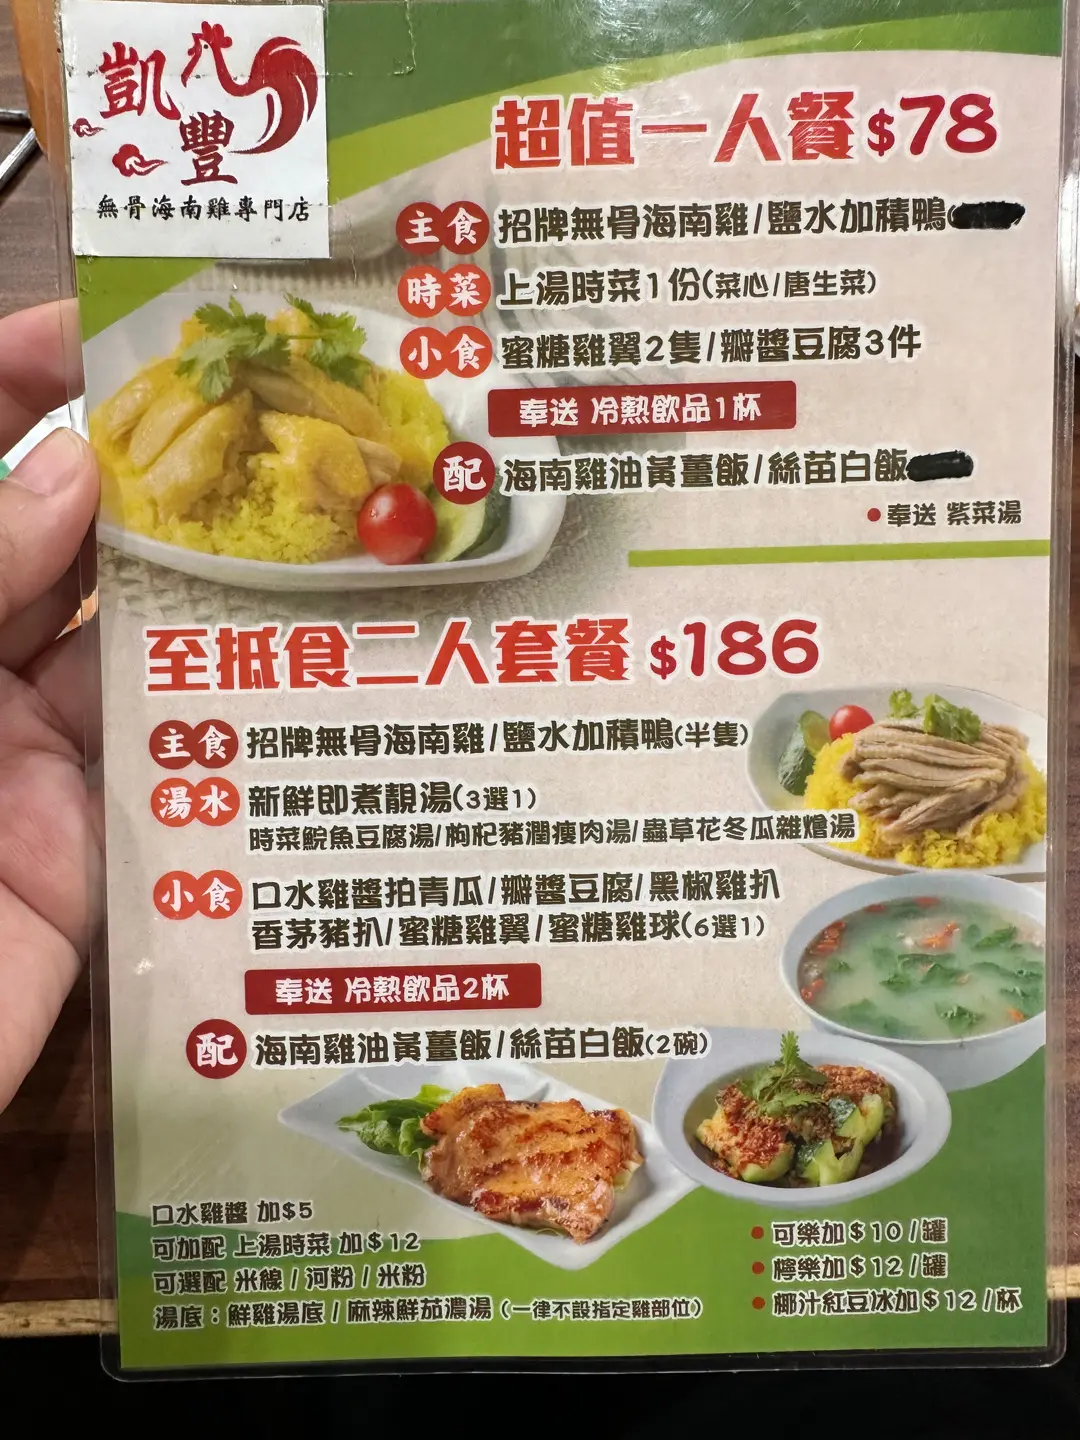 凱豐
無骨海南雞專門店
超值一人餐 $78
主食 招牌無骨海南雞/鹽水加積鴨
時菜 上湯時菜1份(菜心/唐生菜)
小食 蜜糖雞翼2隻/瓣醬豆腐3件
奉送 冷熱飲品1杯
配 海南雞油黃薑飯/絲苗白飯
• 奉送 紫菜湯
至抵食二人套餐 $186
主食 招牌無骨海南雞/鹽水加積鴨(半隻)
湯水 新鮮即煮靚湯(3選1)
時菜鯇魚豆腐湯/枸杞豬潤瘦肉湯/蟲草花冬瓜雜燴湯
小食 口水雞醬拍青瓜/瓣醬豆腐/黑椒雞扒
香茅豬扒/蜜糖雞翼/蜜糖雞球(6選1)
奉送 冷熱飲品2杯
配 海南雞油黃薑飯/絲苗白飯(2碗)
口水雞醬 加$5
可加配 上湯時菜 加$12
可選配 米線 / 河粉 / 米粉
湯底：鮮雞湯底 / 麻辣鮮茄濃湯 (一律不設指定雞部位)
• 可樂加$10/罐
• 檸樂加$12/罐
• 椰汁紅豆冰加$12/杯